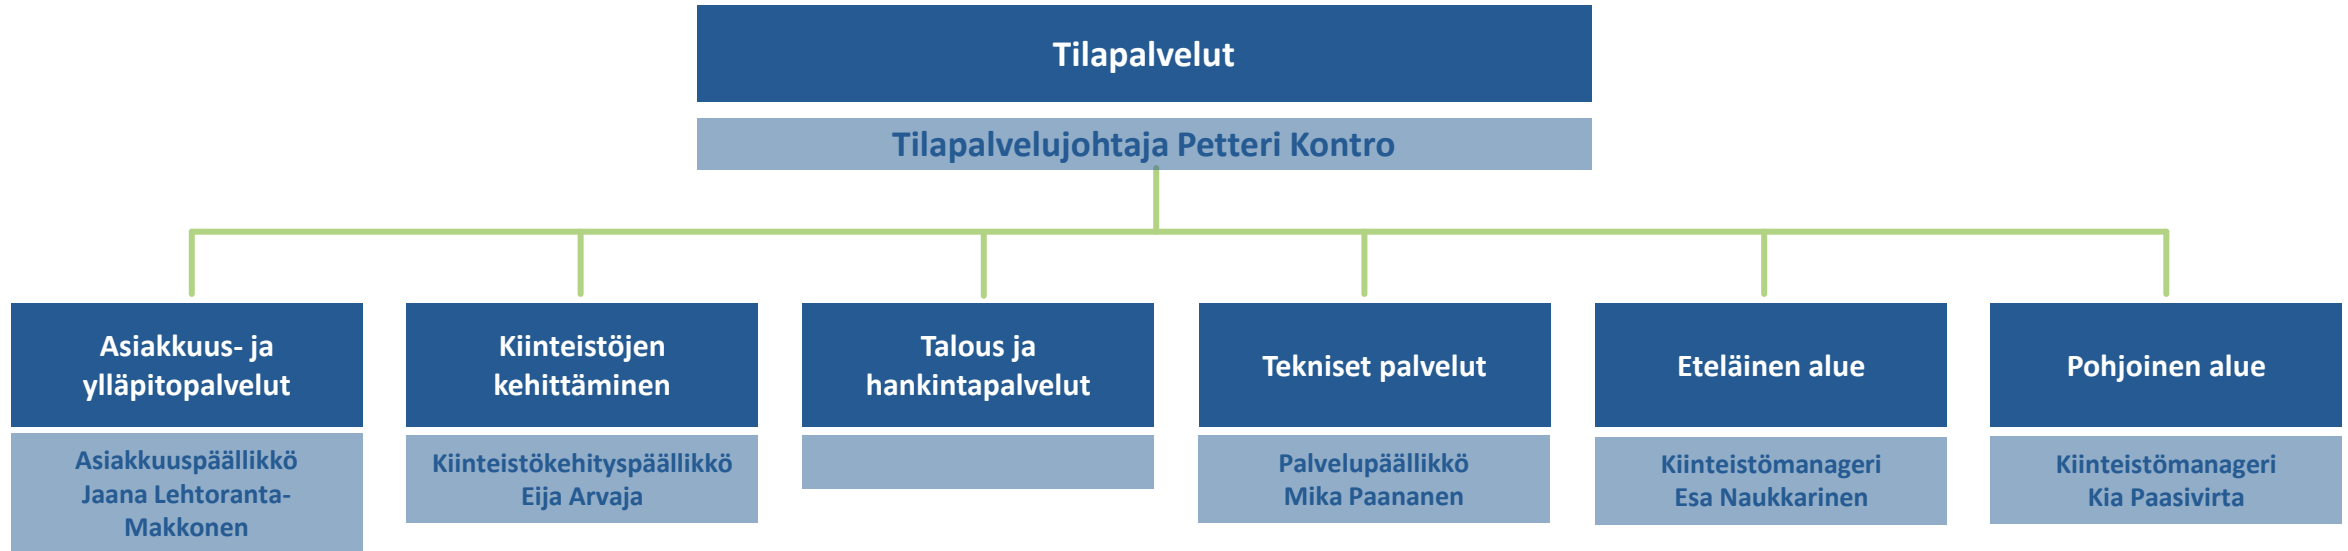 Tilapalvelut
Tilapalvelujohtaja Petteri Kontro
Asiakkuus- ja
ylläpitopalvelut
Asiakkuuspäällikkö
Jaana Lehtoranta-
Makkonen
Kiinteistöjen
kehittäminen
Kiinteistökehityspäällikkö
Eija Arvaja
Talous ja
hankintapalvelut
Tekniset palvelut
Palvelupäällikkö
Mika Paananen
Eteläinen alue
Kiinteistömanageri
Esa Naukkarinen
Pohjoinen alue
Kiinteistömanageri
Kia Paasivirta